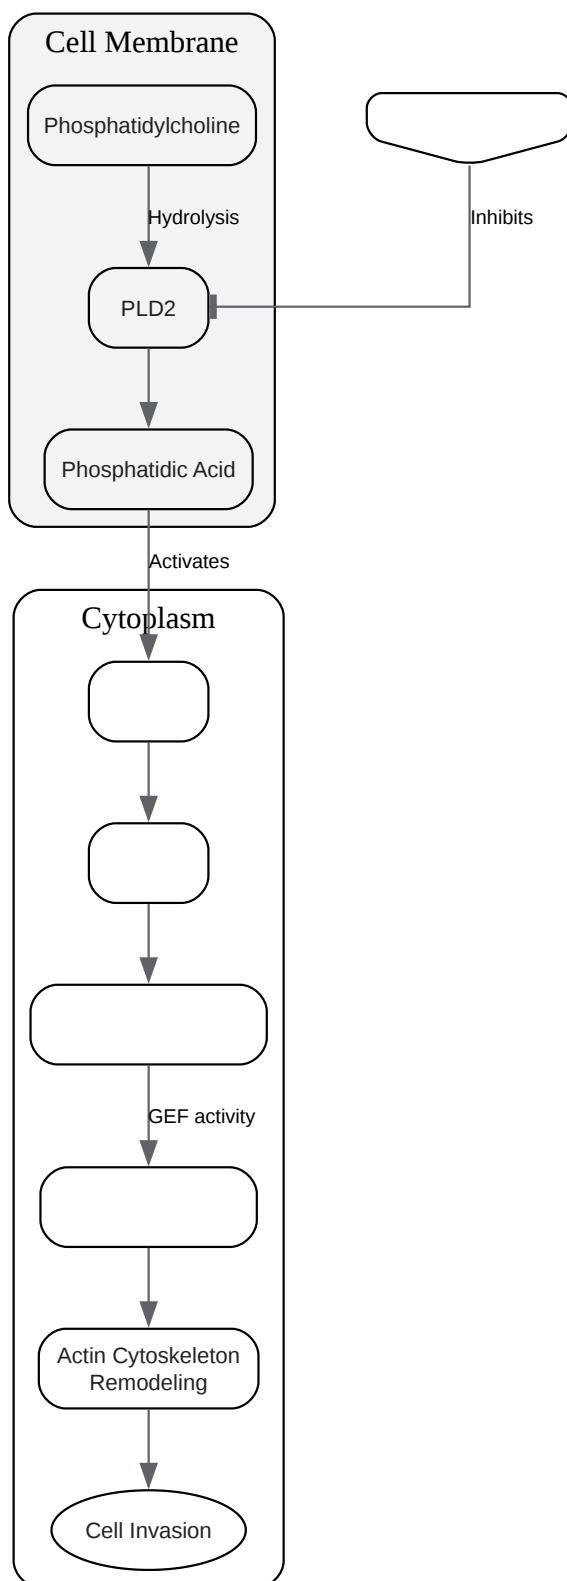 Cell Membrane
Phosphatidylcholine
Hydrolysis
Inhibits
PLD2
Phosphatidic Acid
Activates
Cytoplasm
GEF activity
Actin Cytoskeleton
Remodeling
Cell Invasion